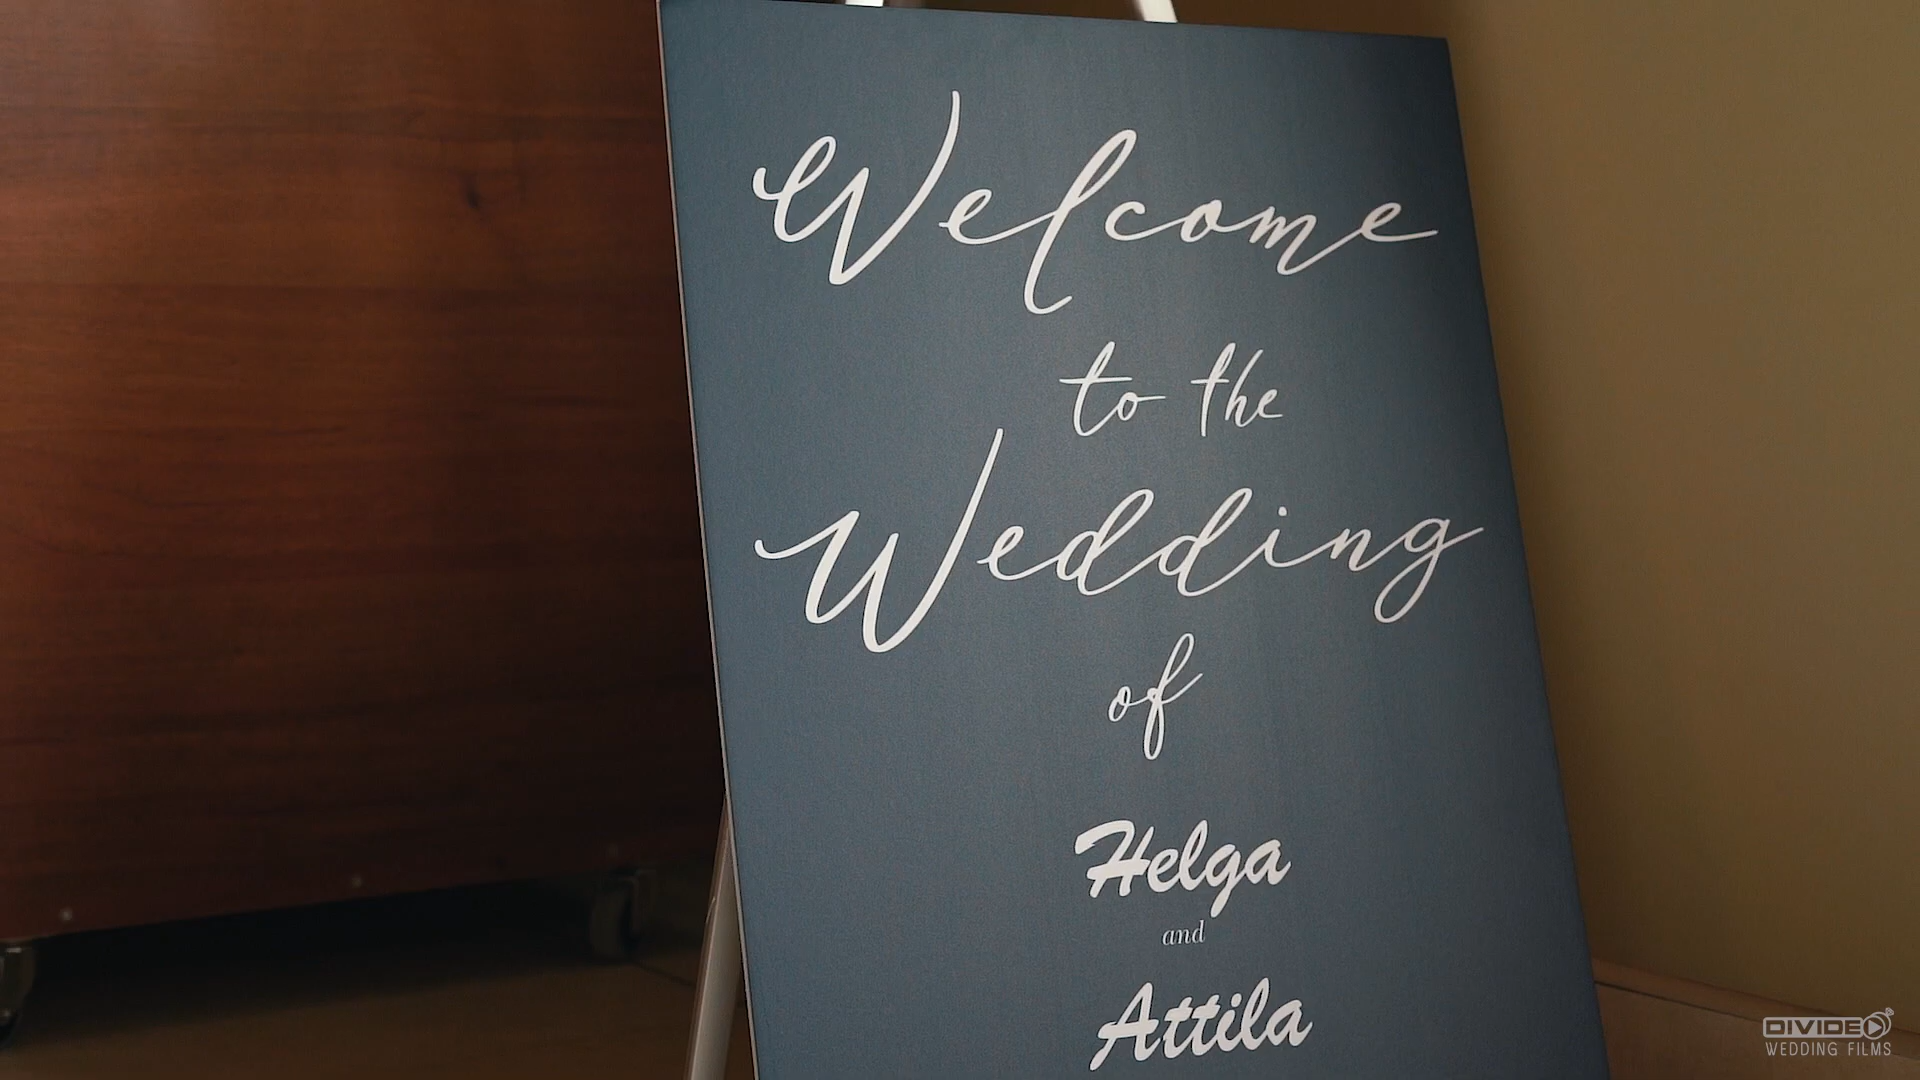 Welcome
to the
Wedding
of
Helga
and
Attila
DIVIDEO
WEDDING FILMS